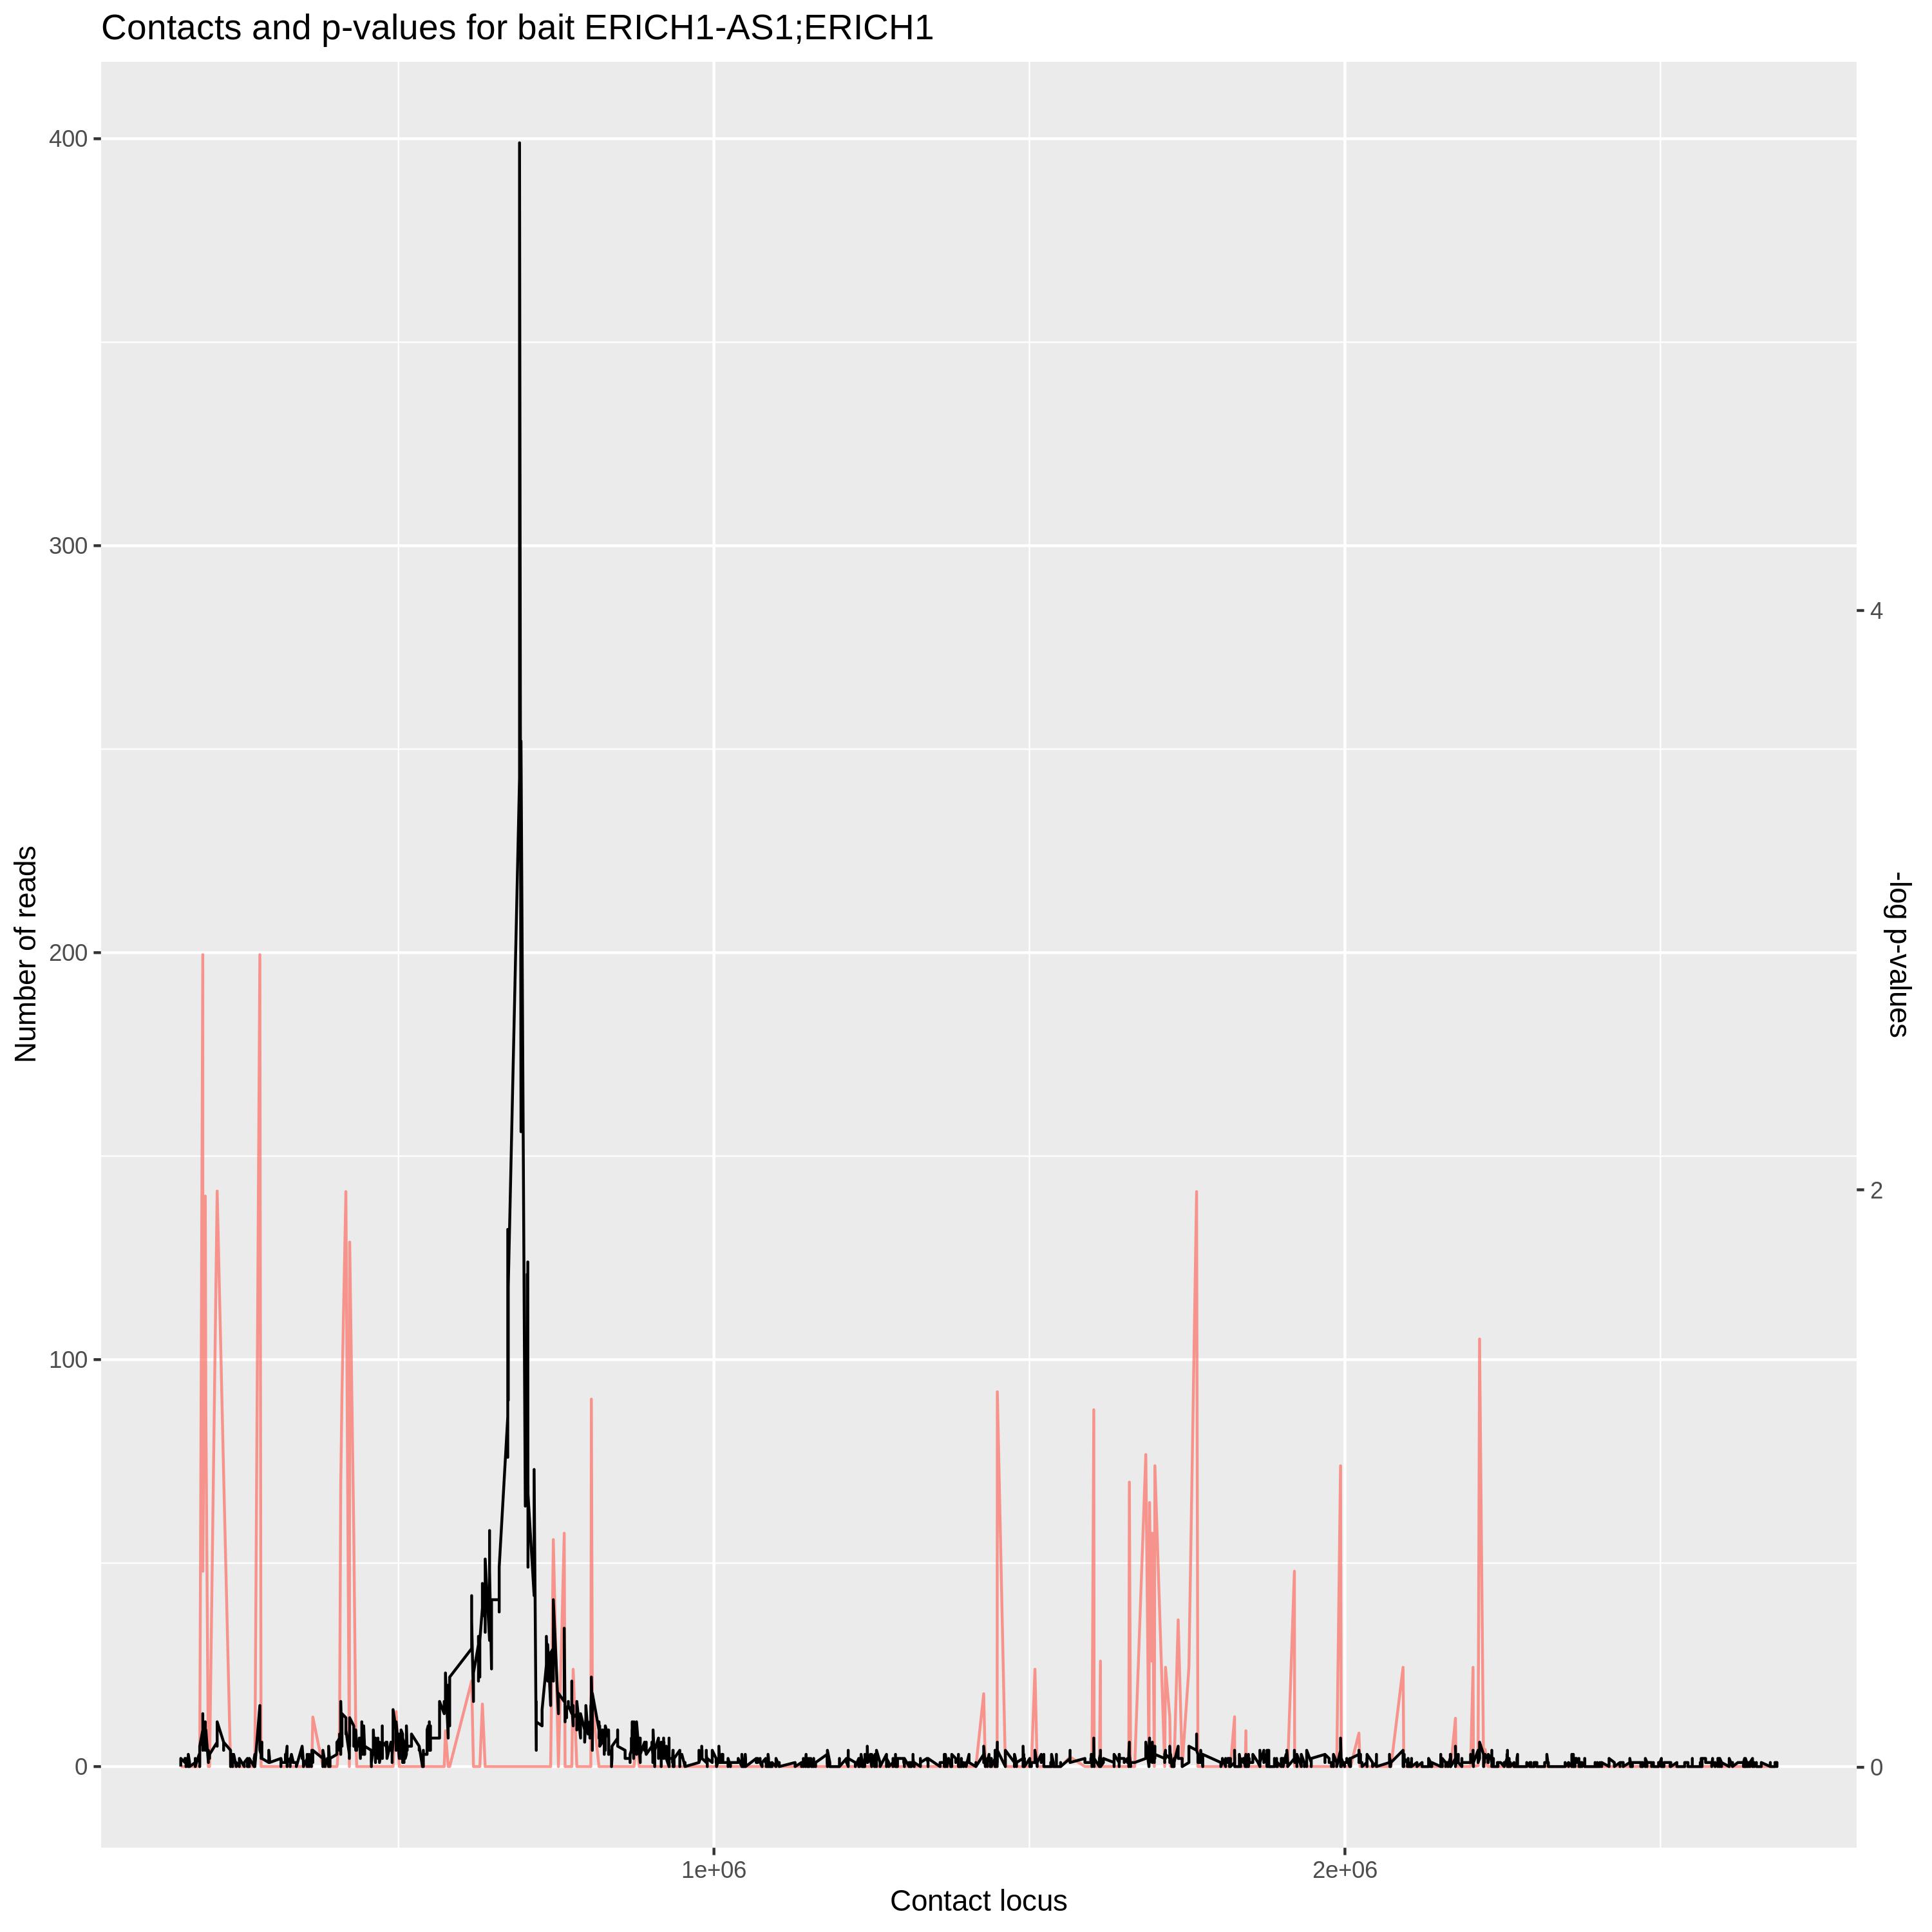 Contacts and p-values for bait ERICH1-AS1;ERICH1
400
300
200
100
0
Number of reads
4
2
0
-log p-values
1e+06
2e+06
Contact locus